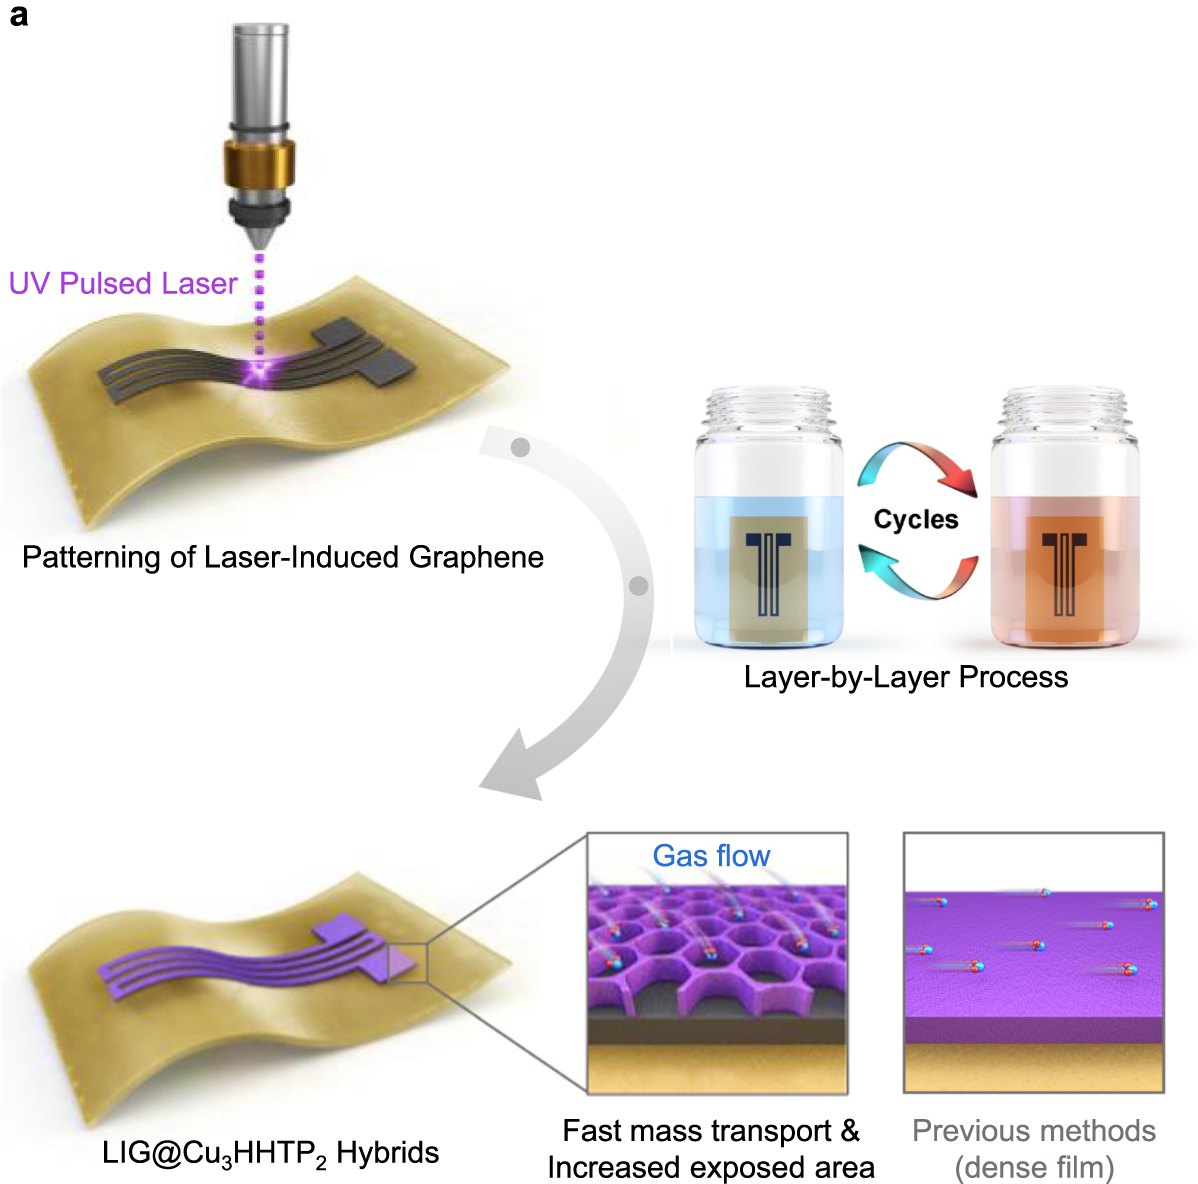 a
UV Pulsed Laser
Patterning of Laser-Induced Graphene
Cycles
Layer-by-Layer Process
Gas flow
LIG@Cu₃HHTP₂ Hybrids
Fast mass transport &
Increased exposed area
Previous methods
(dense film)